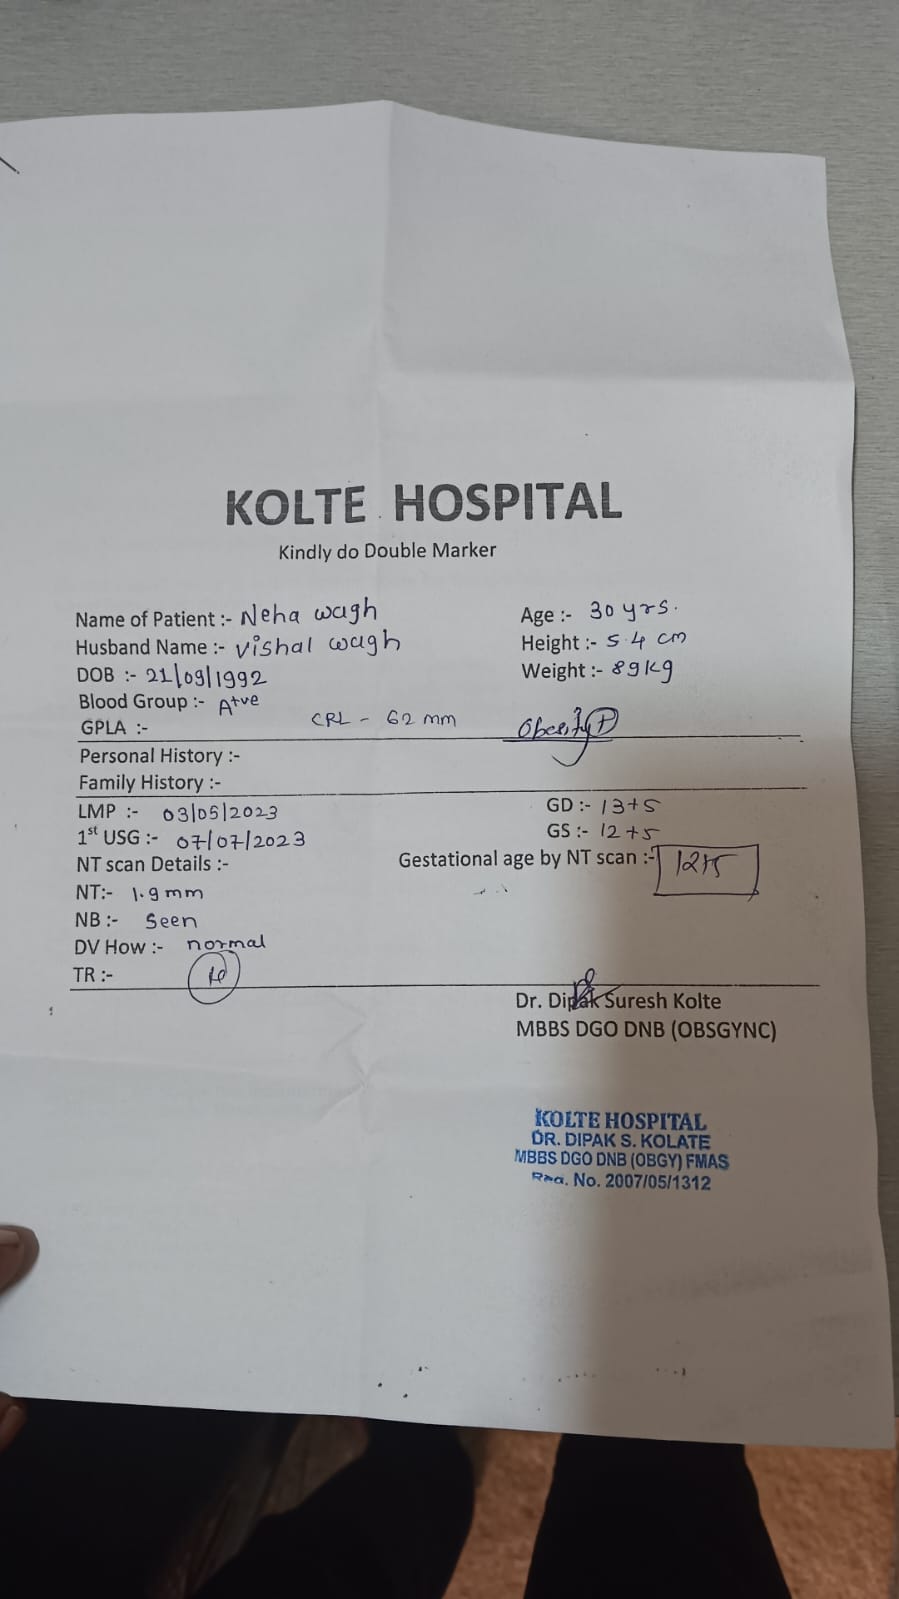 KOLTE HOSPITAL
Kindly do Double Marker
Name of Patient :- Neha wagh
Age :- 30 yrs.
Husband Name :- vishal wagh
Height :- 5.4 cm
DOB :- 21/09/1992
Weight :- 89 kg
Blood Group :- A+ve
GPLA :-
CRL - 62 mm
Obesity +
Personal History :-
Family History :-
LMP :- 03/05/2023
GD :- 13+5
1st USG :- 07/07/2023
GS :- 12+5
NT scan Details :-
Gestational age by NT scan :- 12+5
NT:- 1.9 mm
NB :- Seen
DV How :- normal
TR :-
Dr. Dipak Suresh Kolte
MBBS DGO DNB (OBSGYNC)
KOLTE HOSPITAL
DR. DIPAK S. KOLATE
MBBS DGO DNB (OBGY) FMAS
Reg. No. 2007/05/1312